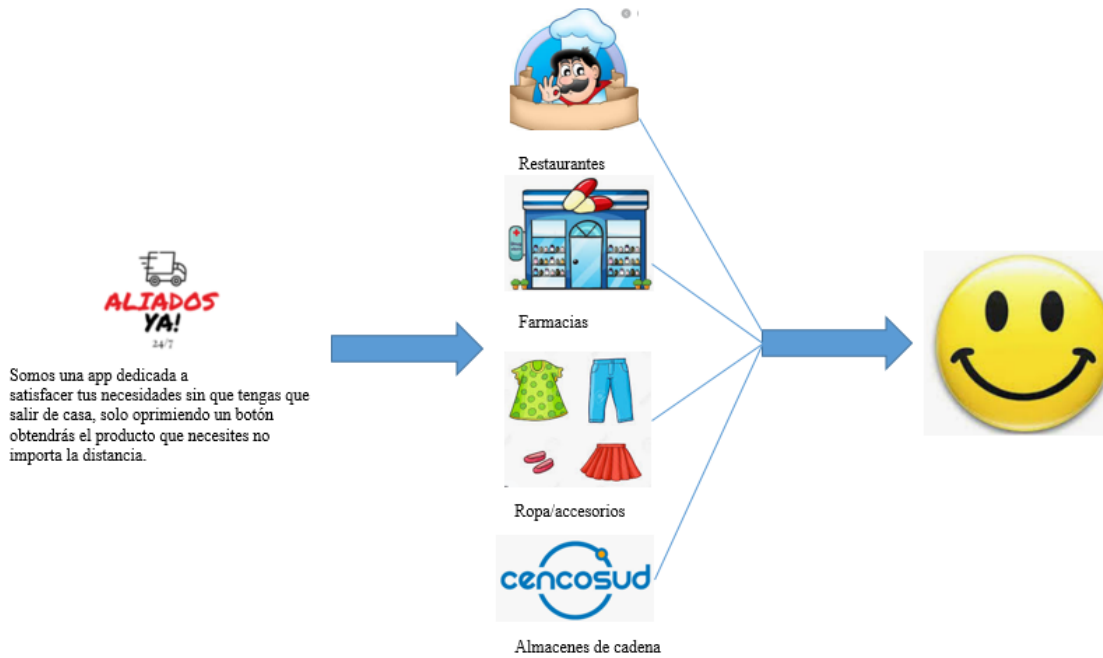 ALIADOS
YA!
24/7
Somos una app dedicada a
satisfacer tus necesidades sin que tengas que
salir de casa, solo oprimiendo un botón
obtendrás el producto que necesites no
importa la distancia.
Restaurantes
Farmacias
Ropa/accesorios
cencosud
Almacenes de cadena